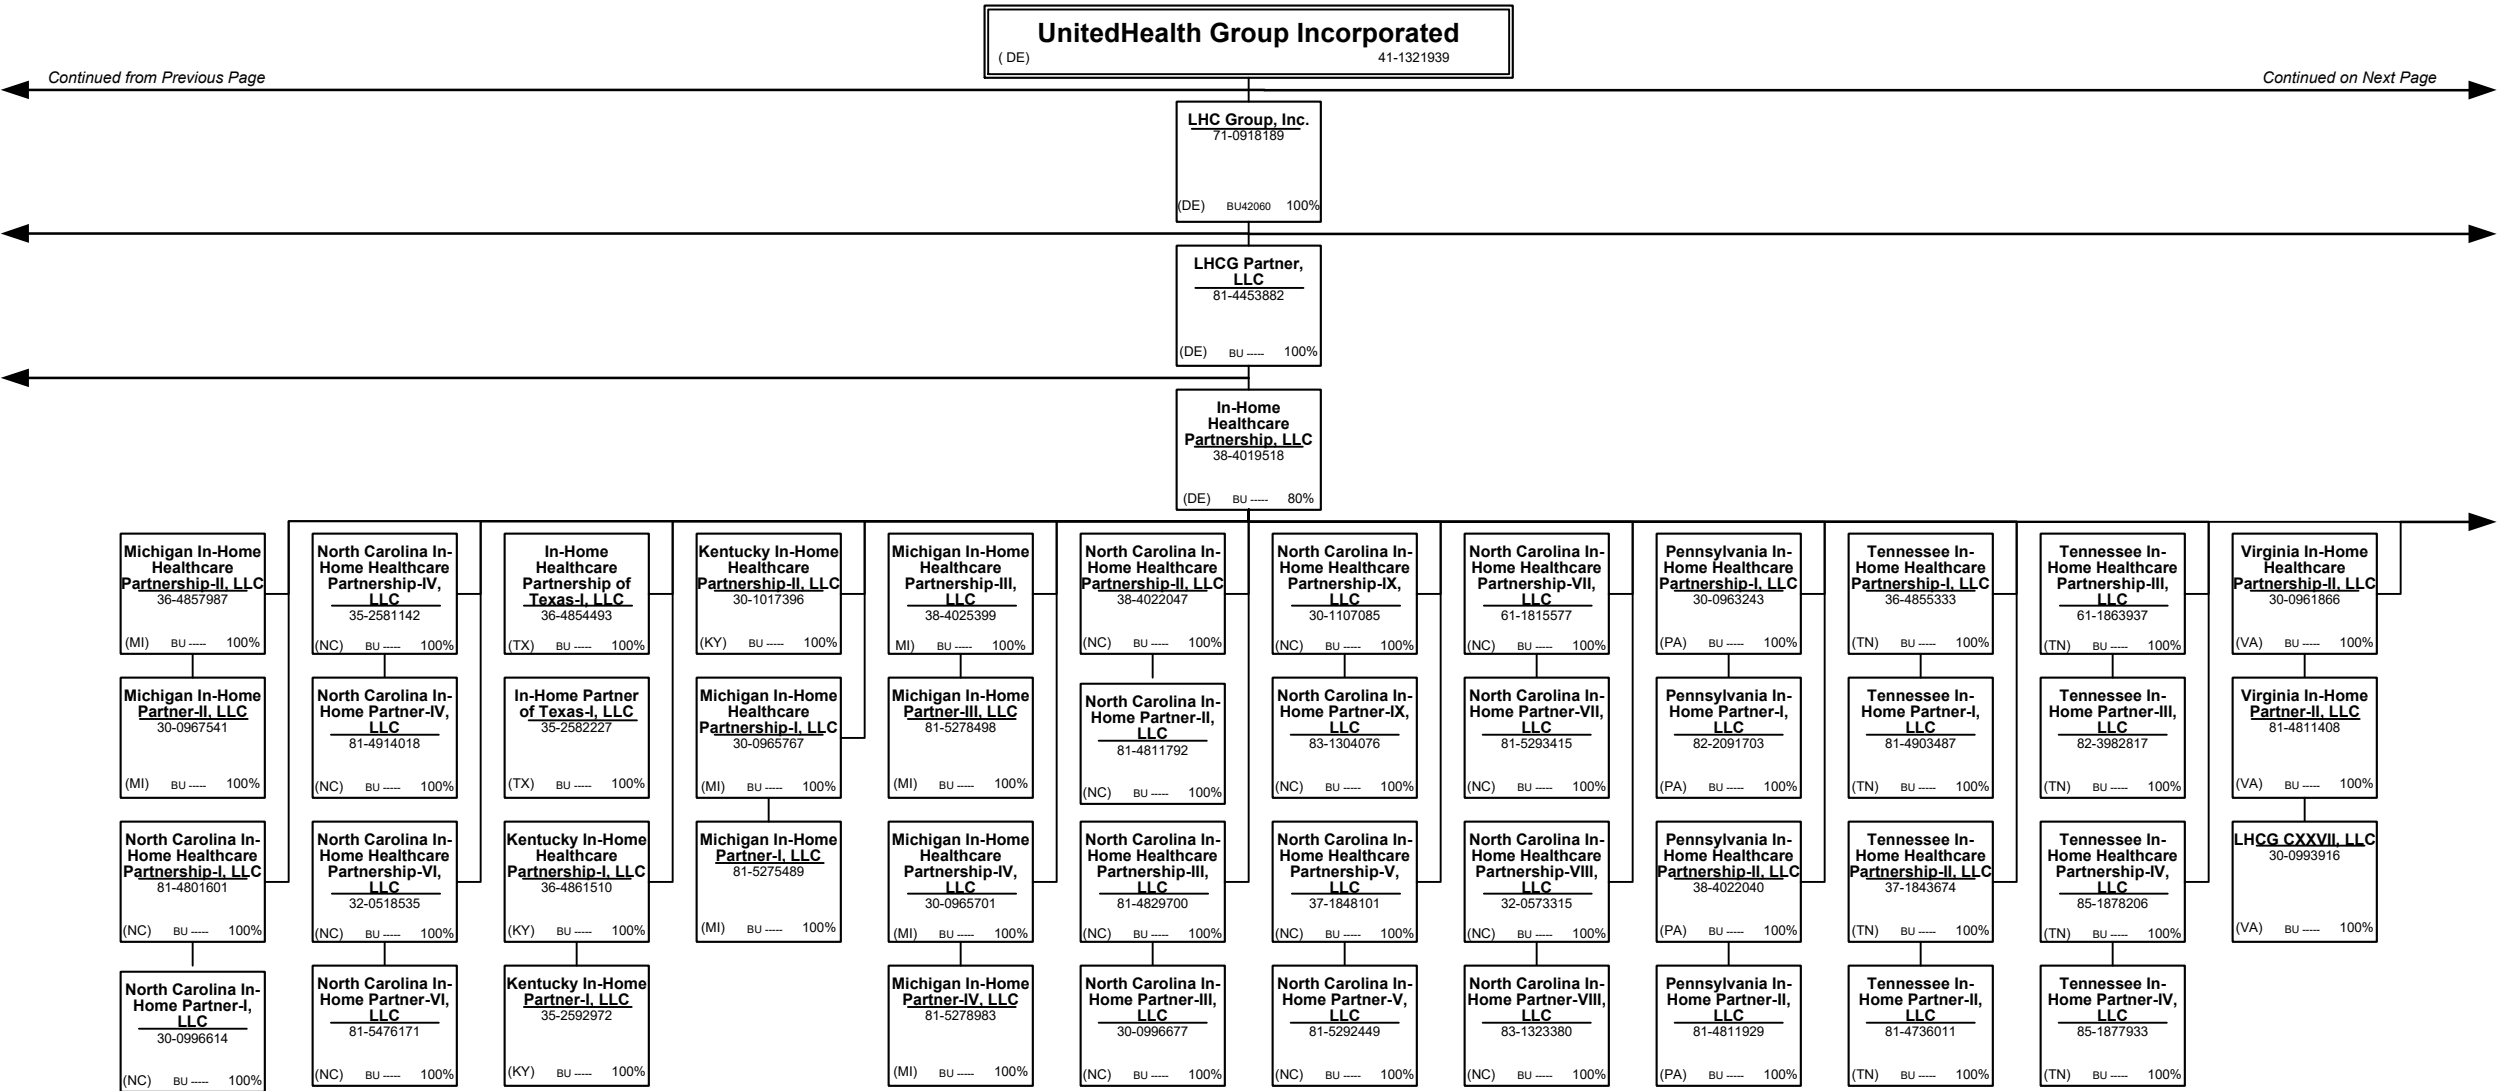 UnitedHealth Group Incorporated
( DE) 41-1321939
Continued from Previous Page
Continued on Next Page
LHC Group, Inc.
71-0918189
(DE) BU42060 100%
LHCG Partner,
LLC
81-4453882
(DE) BU ----- 100%
In-Home
Healthcare
Partnership, LLC
38-4019518
(DE) BU ----- 80%
Michigan In-Home
Healthcare
Partnership-II, LLC
36-4857987
(MI) BU ----- 100%
Michigan In-Home
Partner-II, LLC
30-0967541
(MI) BU ----- 100%
North Carolina In-
Home Healthcare
Partnership-I, LLC
81-4801601
(NC) BU ----- 100%
North Carolina In-
Home Partner-I,
LLC
30-0996614
(NC) BU ----- 100%
North Carolina In-
Home Healthcare
Partnership-IV,
LLC
35-2581142
(NC) BU ----- 100%
North Carolina In-
Home Partner-IV,
LLC
81-4914018
(NC) BU ----- 100%
North Carolina In-
Home Healthcare
Partnership-VI,
LLC
32-0518535
(NC) BU ----- 100%
North Carolina In-
Home Partner-VI,
LLC
81-5476171
(NC) BU ----- 100%
In-Home
Healthcare
Partnership of
Texas-I, LLC
36-4854493
(TX) BU ----- 100%
In-Home Partner
of Texas-I, LLC
35-2582227
(TX) BU ----- 100%
Kentucky In-Home
Healthcare
Partnership-I, LLC
36-4861510
(KY) BU ----- 100%
Kentucky In-Home
Partner-I, LLC
35-2592972
(KY) BU ----- 100%
Kentucky In-Home
Healthcare
Partnership-II, LLC
30-1017396
(KY) BU ----- 100%
Michigan In-Home
Healthcare
Partnership-I, LLC
30-0965767
(MI) BU ----- 100%
Michigan In-Home
Partner-I, LLC
81-5275489
(MI) BU ----- 100%
Michigan In-Home
Healthcare
Partnership-III,
LLC
38-4025399
MI) BU ----- 100%
Michigan In-Home
Partner-III, LLC
81-5278498
(MI) BU ----- 100%
Michigan In-Home
Healthcare
Partnership-IV,
LLC
30-0965701
(MI) BU ----- 100%
Michigan In-Home
Partner-IV, LLC
81-5278983
(MI) BU ----- 100%
North Carolina In-
Home Healthcare
Partnership-II, LLC
38-4022047
(NC) BU ----- 100%
North Carolina In-
Home Partner-II,
LLC
81-4811792
(NC) BU ----- 100%
North Carolina In-
Home Healthcare
Partnership-III,
LLC
81-4829700
(NC) BU ----- 100%
North Carolina In-
Home Partner-III,
LLC
30-0996677
(NC) BU ----- 100%
North Carolina In-
Home Healthcare
Partnership-IX,
LLC
30-1107085
(NC) BU ----- 100%
North Carolina In-
Home Partner-IX,
LLC
83-1304076
(NC) BU ----- 100%
North Carolina In-
Home Healthcare
Partnership-V,
LLC
37-1848101
(NC) BU ----- 100%
North Carolina In-
Home Partner-V,
LLC
81-5292449
(NC) BU ----- 100%
North Carolina In-
Home Healthcare
Partnership-VII,
LLC
61-1815577
(NC) BU ----- 100%
North Carolina In-
Home Partner-VII,
LLC
81-5293415
(NC) BU ----- 100%
North Carolina In-
Home Healthcare
Partnership-VIII,
LLC
32-0573315
(NC) BU ----- 100%
North Carolina In-
Home Partner-VIII,
LLC
83-1323380
(NC) BU ----- 100%
Pennsylvania In-
Home Healthcare
Partnership-I, LLC
30-0963243
(PA) BU ----- 100%
Pennsylvania In-
Home Partner-I,
LLC
82-2091703
(PA) BU ----- 100%
Pennsylvania In-
Home Healthcare
Partnership-II, LLC
38-4022040
(PA) BU ----- 100%
Pennsylvania In-
Home Partner-II,
LLC
81-4811929
(PA) BU ----- 100%
Tennessee In-
Home Healthcare
Partnership-I, LLC
36-4855333
(TN) BU ----- 100%
Tennessee In-
Home Partner-I,
LLC
81-4903487
(TN) BU ----- 100%
Tennessee In-
Home Healthcare
Partnership-II, LLC
37-1843674
(TN) BU ----- 100%
Tennessee In-
Home Partner-II,
LLC
81-4736011
(TN) BU ----- 100%
Tennessee In-
Home Healthcare
Partnership-III,
LLC
61-1863937
(TN) BU ----- 100%
Tennessee In-
Home Partner-III,
LLC
82-3982817
(TN) BU ----- 100%
Tennessee In-
Home Healthcare
Partnership-IV,
LLC
85-1878206
(TN) BU ----- 100%
Tennessee In-
Home Partner-IV,
LLC
85-1877933
(TN) BU ----- 100%
Virginia In-Home
Healthcare
Partnership-II, LLC
30-0961866
(VA) BU ----- 100%
Virginia In-Home
Partner-II, LLC
81-4811408
(VA) BU ----- 100%
LHCG CXXVII, LLC
30-0993916
(VA) BU ----- 100%